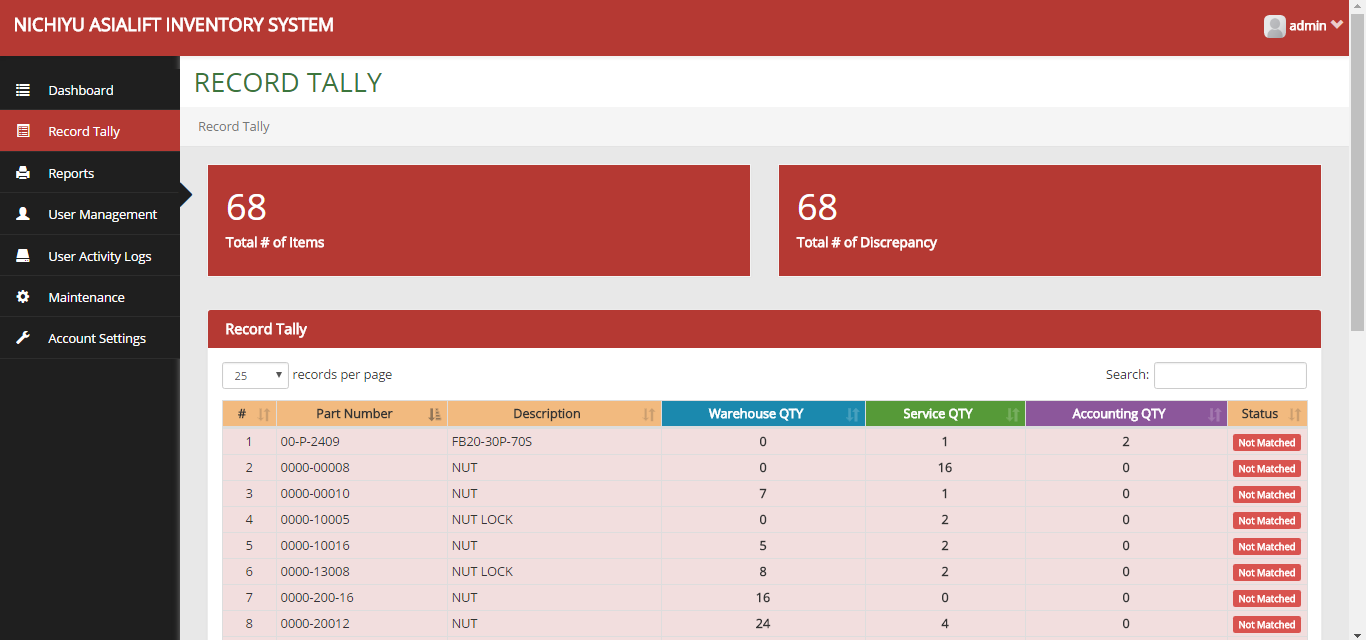 NICHIYU ASIALIFT INVENTORY SYSTEM
admin
Dashboard
Record Tally
Reports
User Management
User Activity Logs
Maintenance
Account Settings
RECORD TALLY
Record Tally
68
Total # of Items
68
Total # of Discrepancy
Record Tally
25 records per page
Search:
# Part Number Description Warehouse QTY Service QTY Accounting QTY Status
1 00-P-2409 FB20-30P-70S 0 1 2 Not Matched
2 0000-00008 NUT 0 16 0 Not Matched
3 0000-00010 NUT 7 1 0 Not Matched
4 0000-10005 NUT LOCK 0 2 0 Not Matched
5 0000-10016 NUT 5 2 0 Not Matched
6 0000-13008 NUT LOCK 8 2 0 Not Matched
7 0000-200-16 NUT 16 0 0 Not Matched
8 0000-20012 NUT 24 4 0 Not Matched